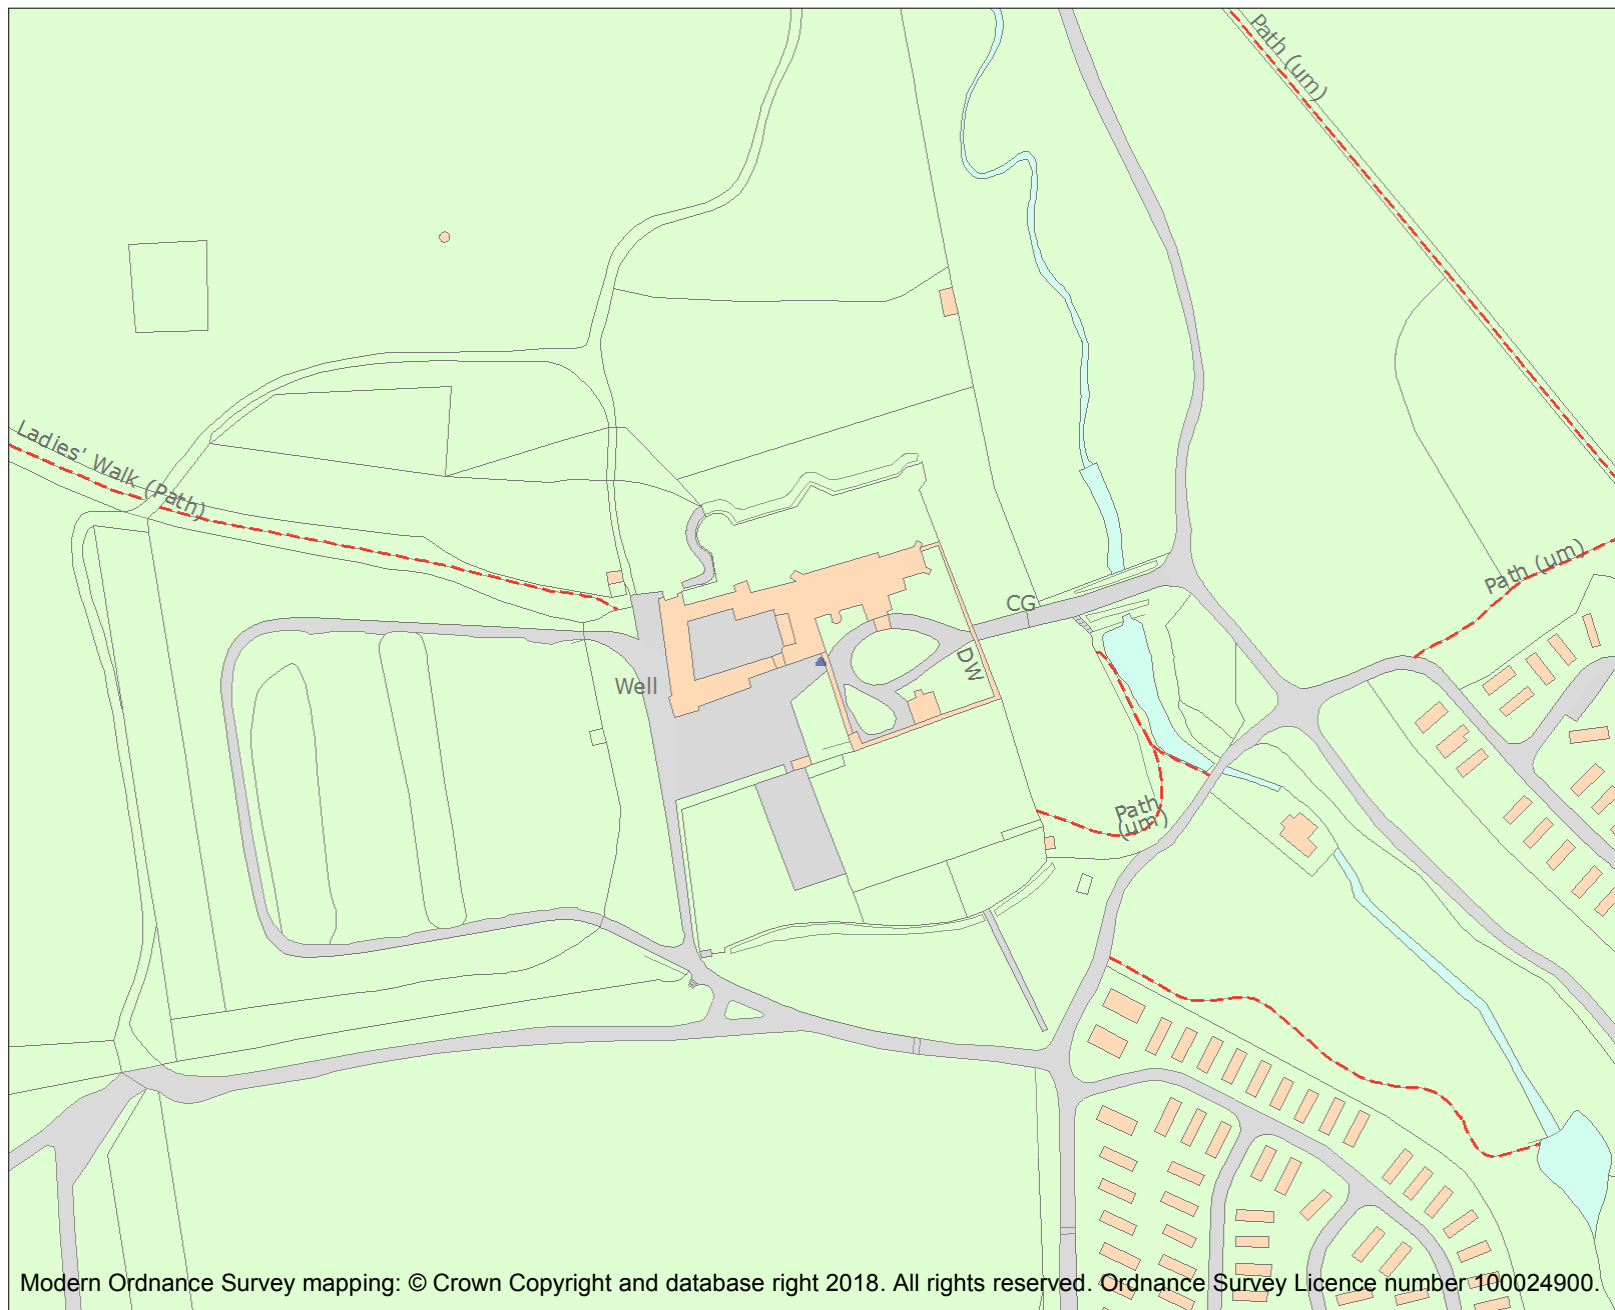 Path (um)
Ladies' Walk (Path)
Path (um)
CG
DW
Well
Path
(um)
Modern Ordnance Survey mapping: © Crown Copyright and database right 2018. All rights reserved. Ordnance Survey Licence number 100024900.